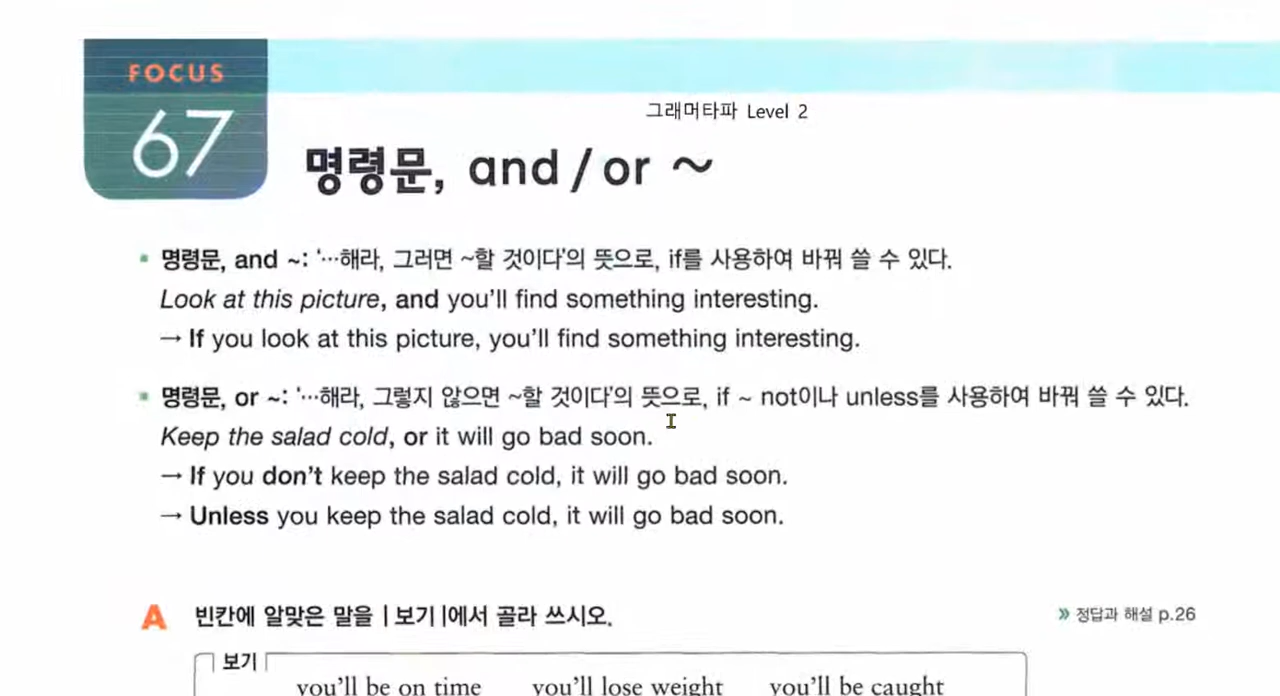 FOCUS
67
그래머타파 Level 2
명령문, and / or ~
▪ 명령문, and ~: '…해라, 그러면 ~할 것이다'의 뜻으로, if를 사용하여 바꿔 쓸 수 있다.
Look at this picture, and you'll find something interesting.
→ If you look at this picture, you'll find something interesting.
▪ 명령문, or ~: '…해라, 그렇지 않으면 ~할 것이다'의 뜻으로, if ~ not이나 unless를 사용하여 바꿔 쓸 수 있다.
Keep the salad cold, or it will go bad soon.
→ If you don't keep the salad cold, it will go bad soon.
→ Unless you keep the salad cold, it will go bad soon.
A 빈칸에 알맞은 말을 |보기|에서 골라 쓰시오. » 정답과 해설 p.26
보기
you'll be on time you'll lose weight you'll be caught